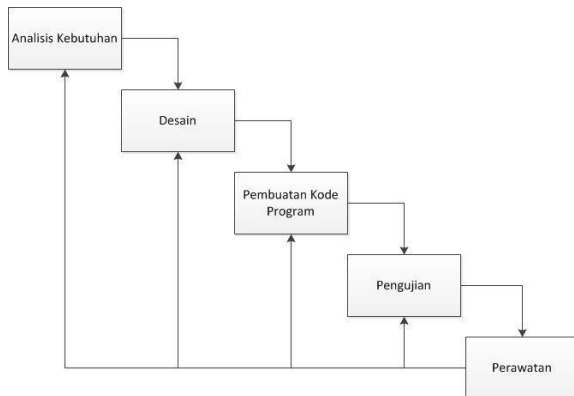 Analisis Kebutuhan
Desain
Pembuatan Kode
Program
Pengujian
Perawatan